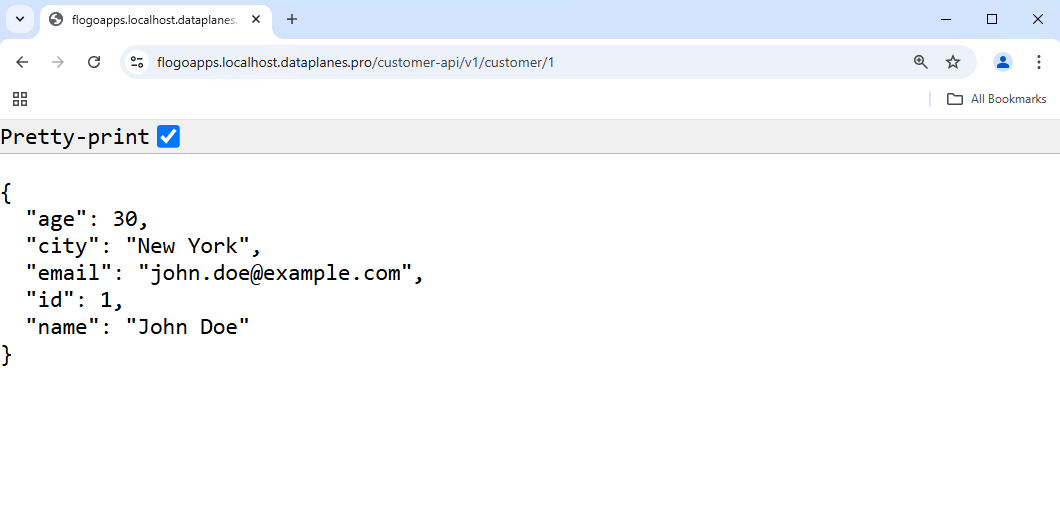 flogoapps.localhost.dataplanes.
flogoapps.localhost.dataplanes.pro/customer-api/v1/customer/1
All Bookmarks
Pretty-print
{
  "age": 30,
  "city": "New York",
  "email": "john.doe@example.com",
  "id": 1,
  "name": "John Doe"
}